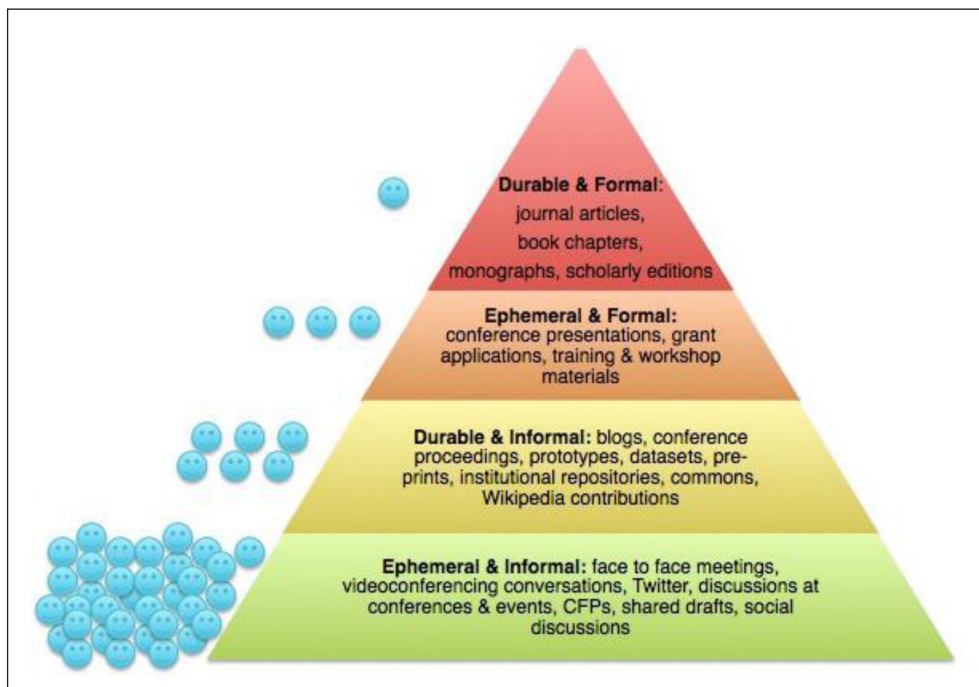 Durable & Formal:
journal articles,
book chapters,
monographs, scholarly editions
Ephemeral & Formal:
conference presentations, grant
applications, training & workshop
materials
Durable & Informal: blogs, conference
proceedings, prototypes, datasets, pre-
prints, institutional repositories, commons,
Wikipedia contributions
Ephemeral & Informal: face to face meetings,
videoconferencing conversations, Twitter, discussions at
conferences & events, CFPs, shared drafts, social
discussions